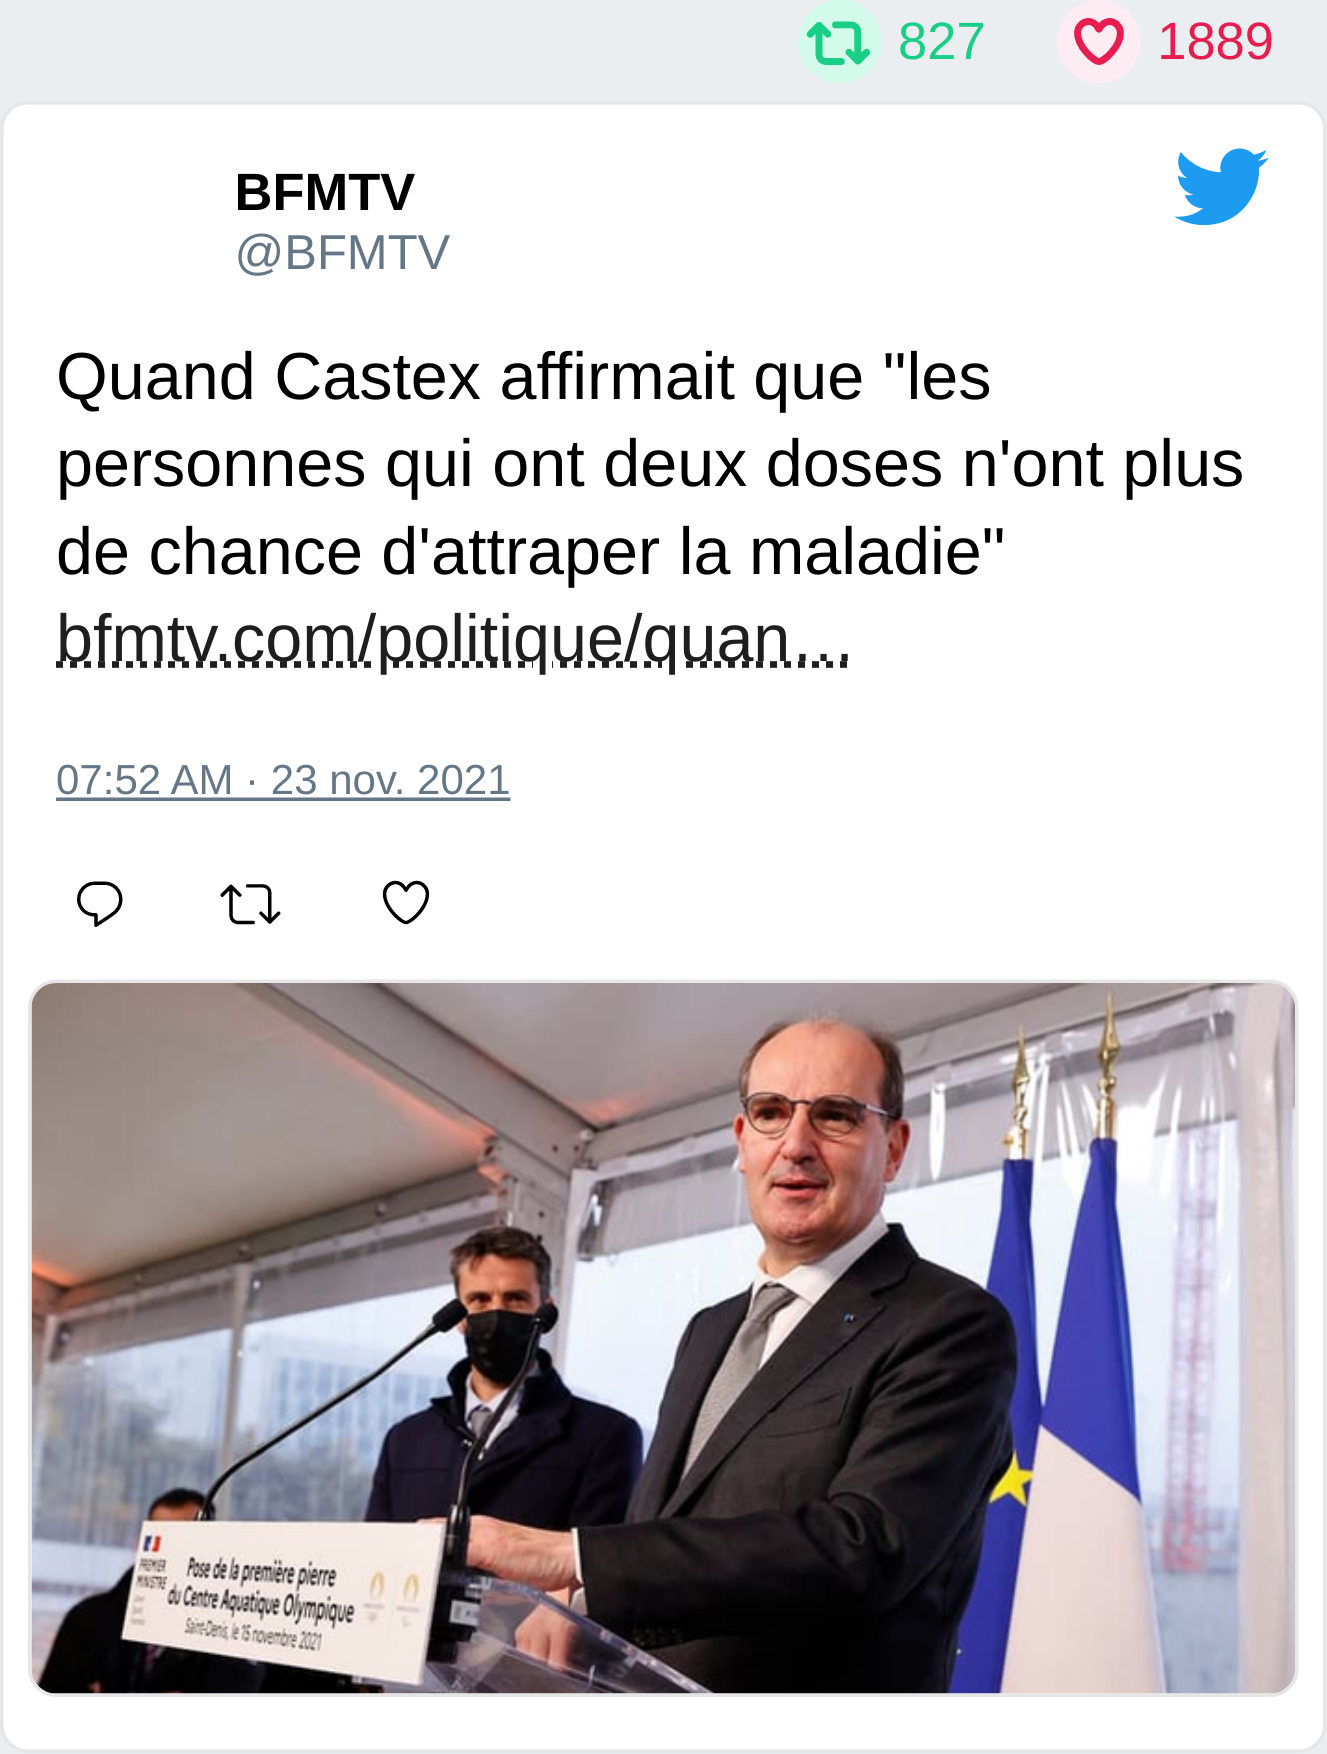 827 1889
BFMTV
@BFMTV
Quand Castex affirmait que "les
personnes qui ont deux doses n'ont plus
de chance d'attraper la maladie"
bfmtv.com/politique/quan…
07:52 AM · 23 nov. 2021
PREMIER
MINISTRE
Pose de la première pierre
du Centre Aquatique Olympique
Saint-Denis, le 15 novembre 2021